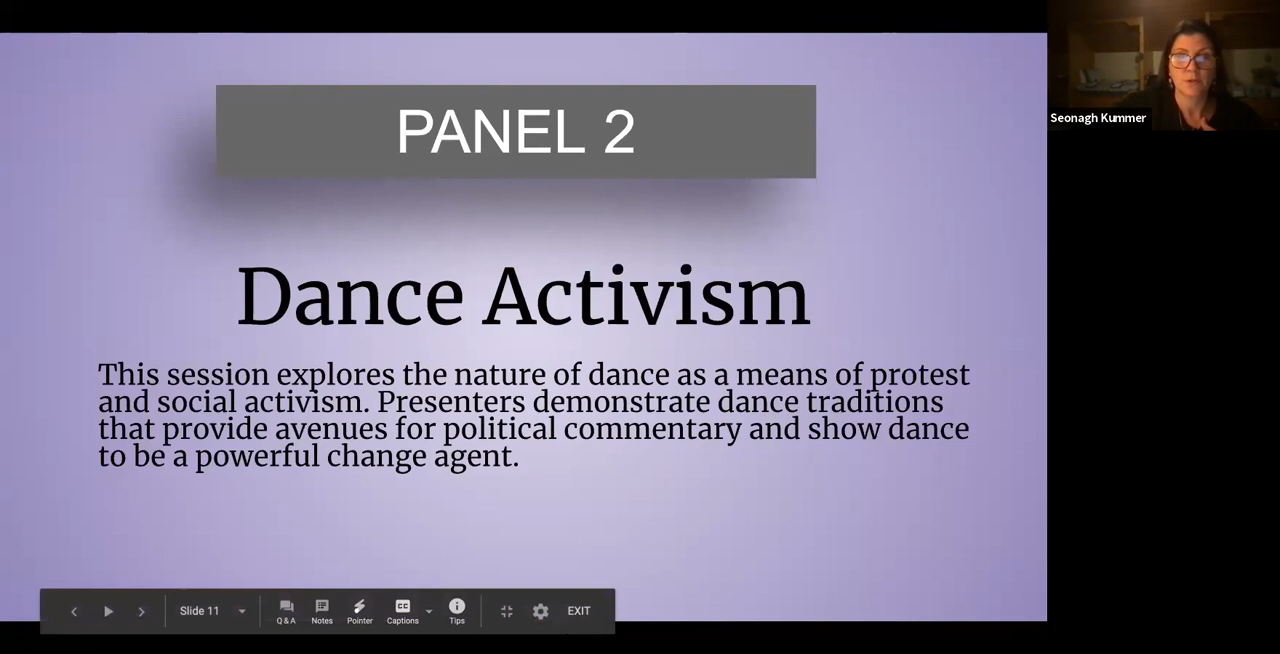 PANEL 2
Seonagh Kummer
Dance Activism
This session explores the nature of dance as a means of protest
and social activism. Presenters demonstrate dance traditions
that provide avenues for political commentary and show dance
to be a powerful change agent.
Slide 11
Q & A
Notes
Pointer
CC
Captions
Tips
EXIT